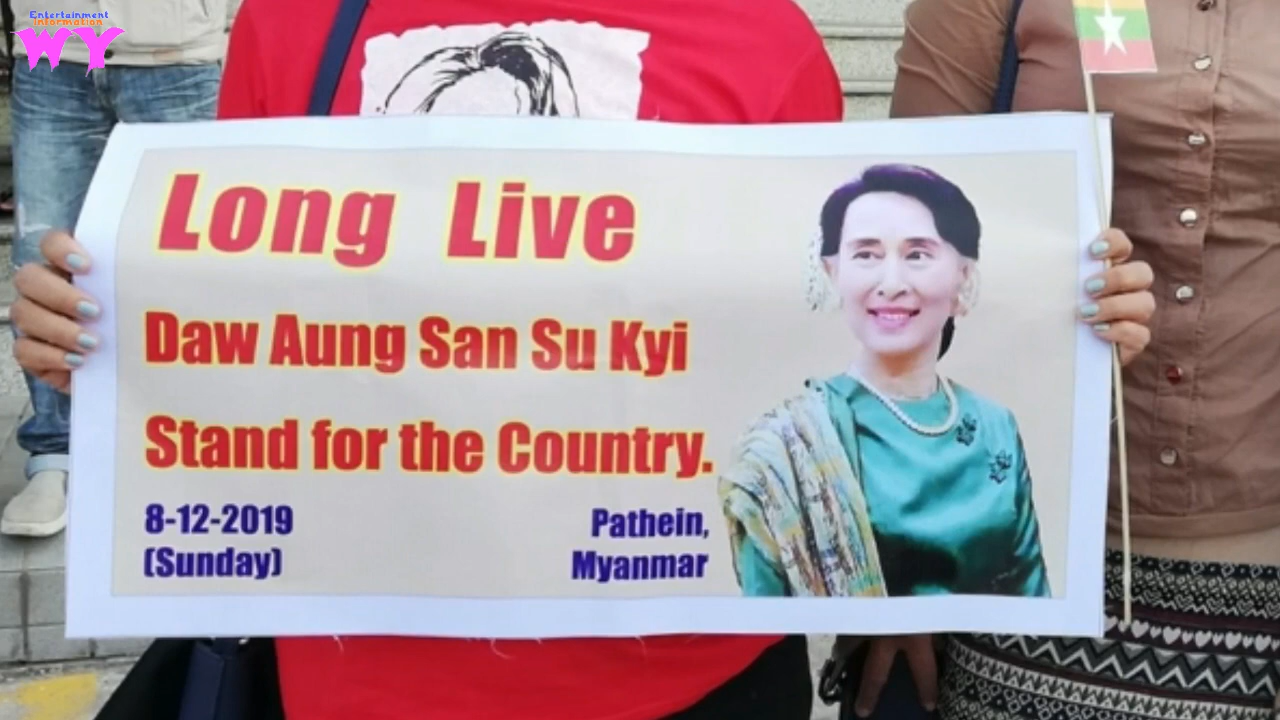 Entertainment
information
WY
Long Live
Daw Aung San Su Kyi
Stand for the Country.
8-12-2019
(Sunday)
Pathein,
Myanmar